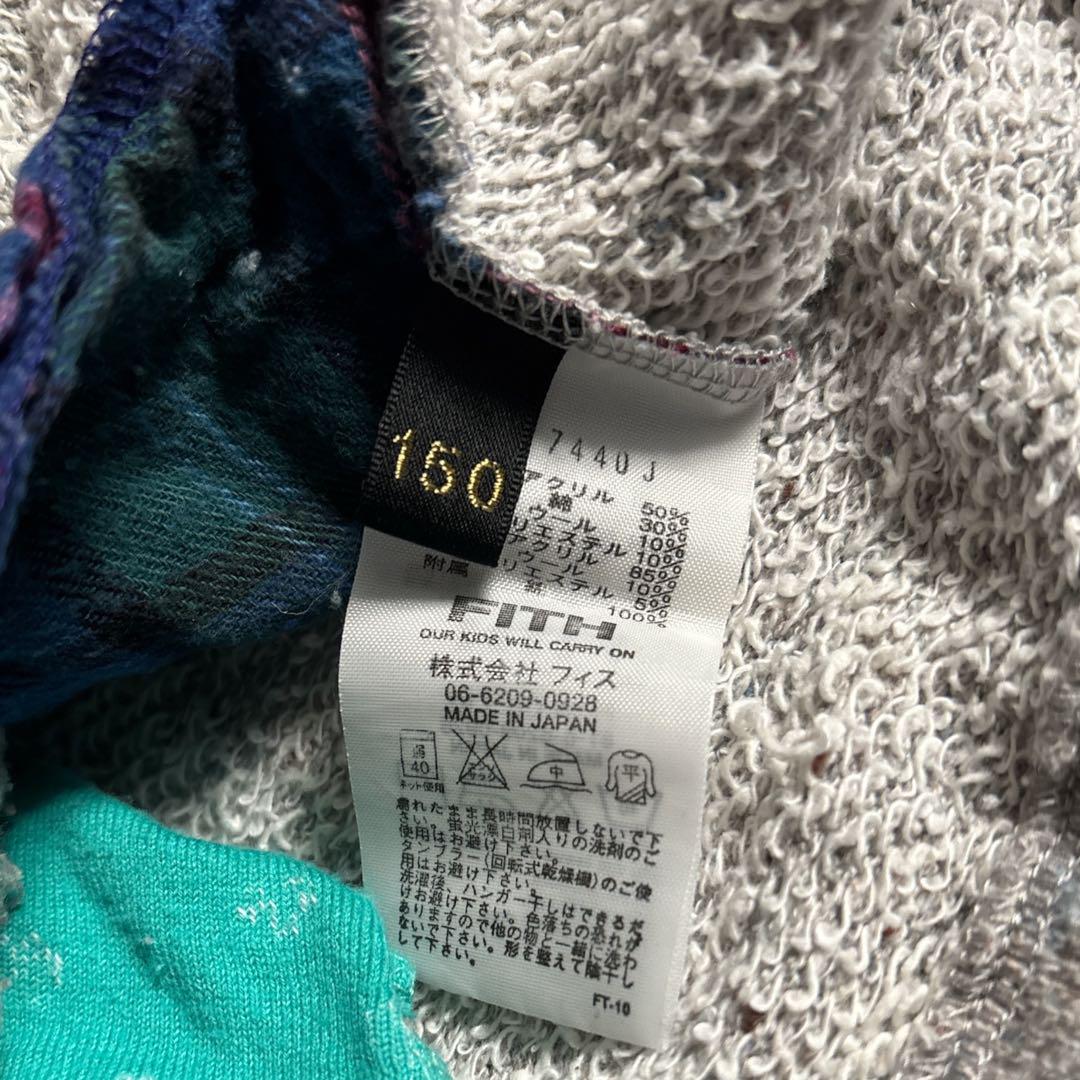 150
7440J
アクリル 50%
綿 30%
ウール 10%
リエステル 10%
アクリル 85%
ウール 10%
附属 リエステル 5%
綿 100%
FITH
OUR KIDS WILL CARRY ON
株式会社 フィス
06-6209-0928
MADE IN JAPAN
弱
40
ネット使用
エンソ
サラシ
中
平
濡れたまま長時間放置しないで下
さい。蛍光漂白剤入りの洗剤のご
使用はお避け下さい。
タンブラー(回転式乾燥機)のご使
用はお避け下さい。
洗濯後、ハンガー干しはできるだ
けお避け下さい。色落ちの恐れが
ありますので他の物と一緒に洗わ
ないで下さい。形を整えて陰干し
して下さい。
FT-10